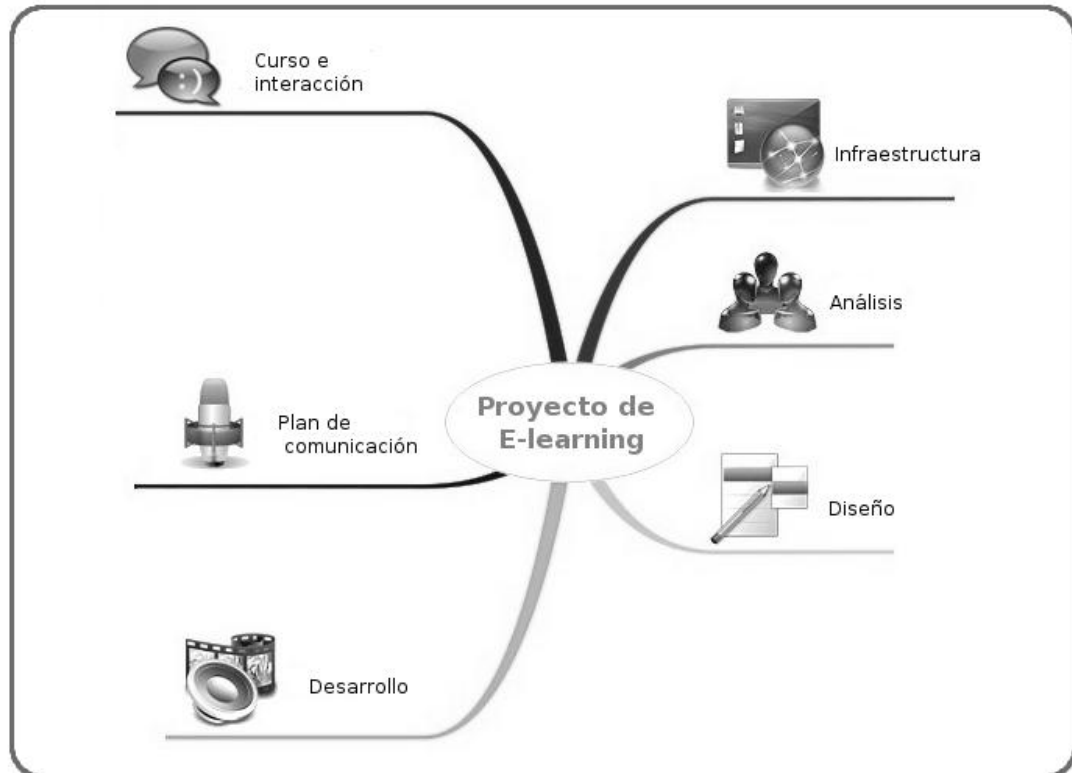 Curso e
interacción
Infraestructura
Análisis
Proyecto de
E-learning
Plan de
comunicación
Diseño
Desarrollo